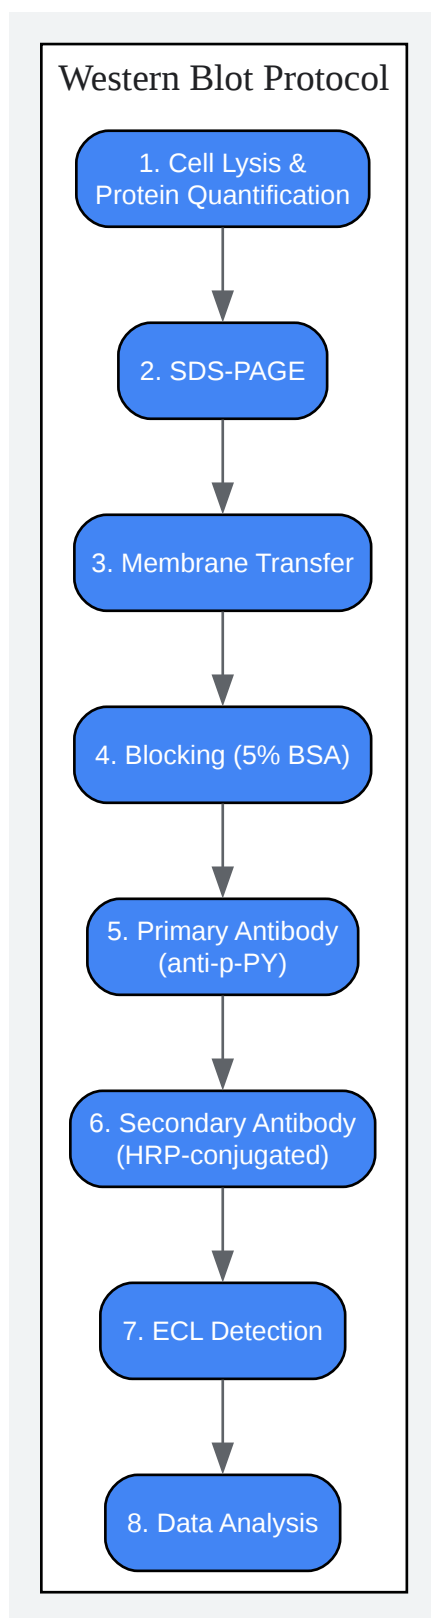 Western Blot Protocol
1. Cell Lysis &
Protein Quantification
2. SDS-PAGE
3. Membrane Transfer
4. Blocking (5% BSA)
5. Primary Antibody
(anti-p-PY)
6. Secondary Antibody
(HRP-conjugated)
7. ECL Detection
8. Data Analysis